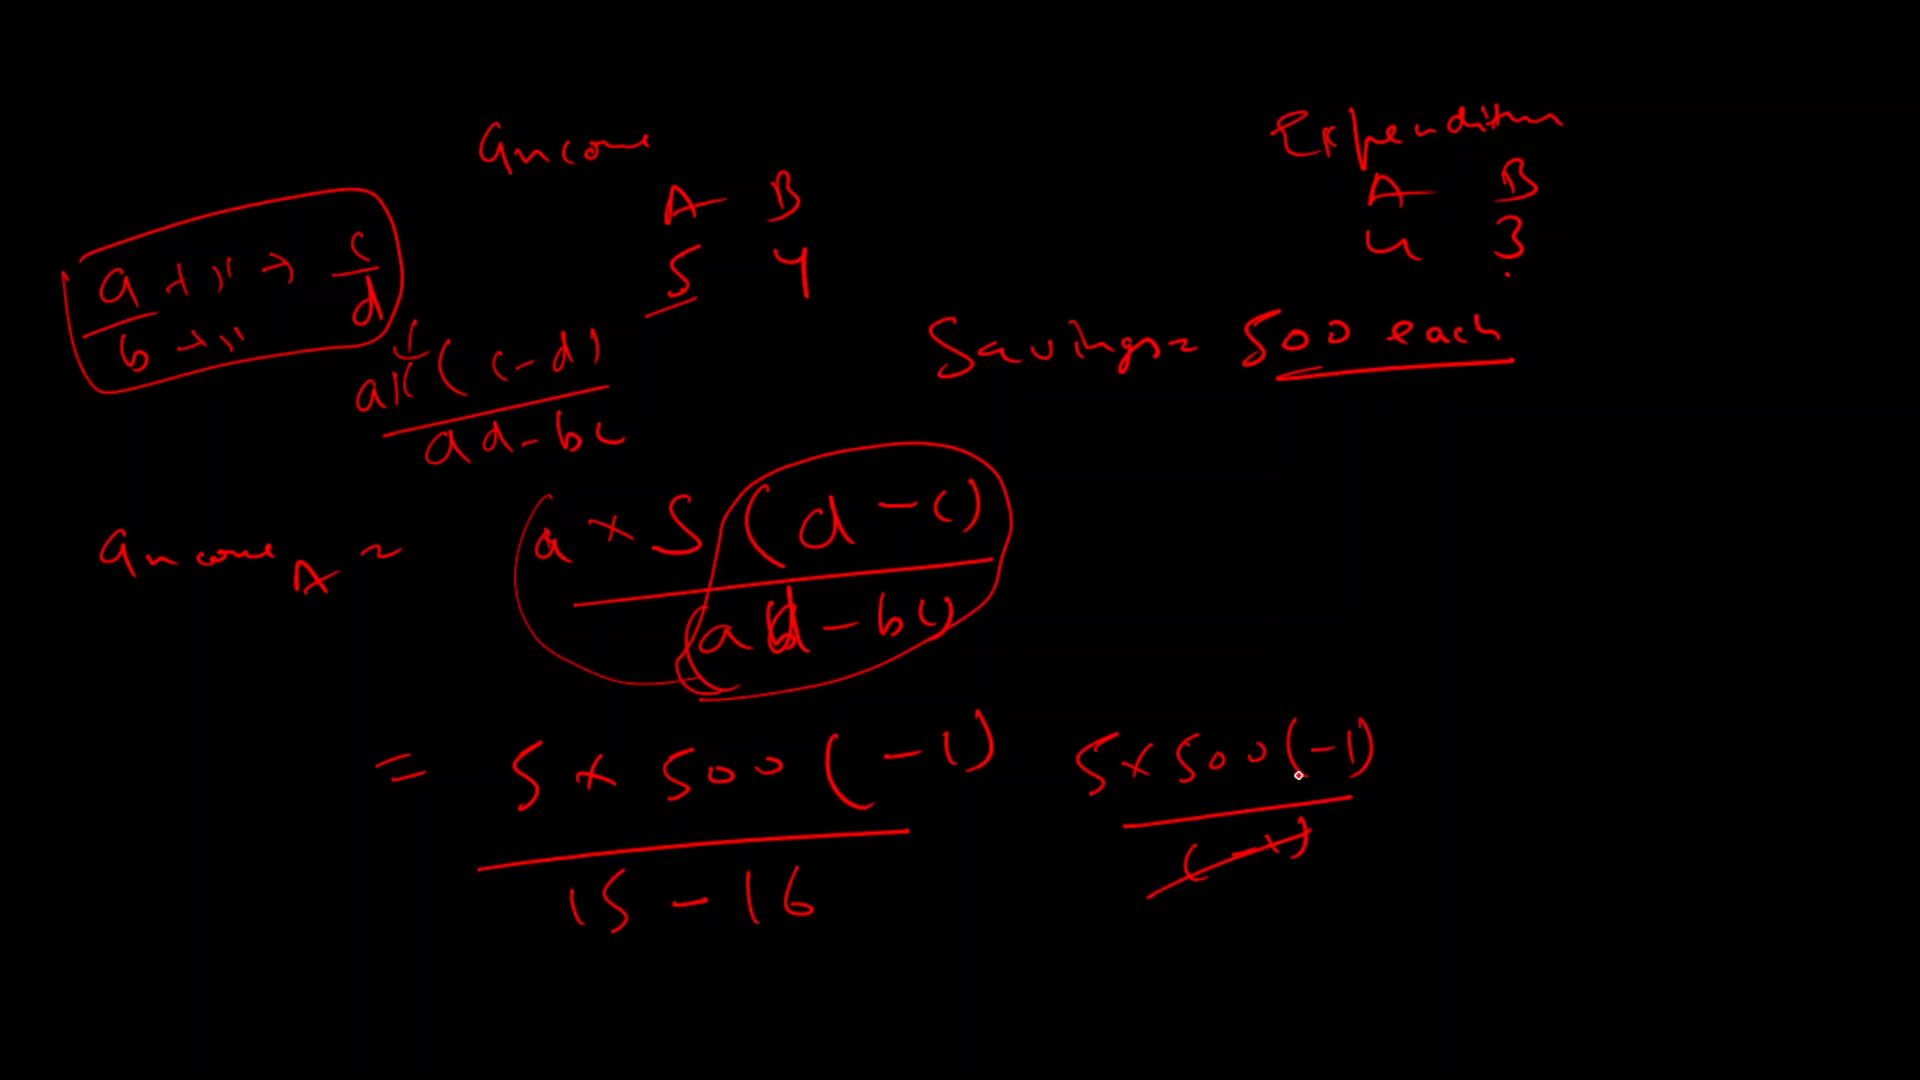 Income
Expenditure
A B
A B
5 4
4 3
a + x → c
b + x d
Savings = 500 each
ax (c-d)
ad-bc
Income A = a × S (d-c)
(ad-bc)
= 5 × 500 (-1) 5 × 500 (-1)
15-16 (-1)